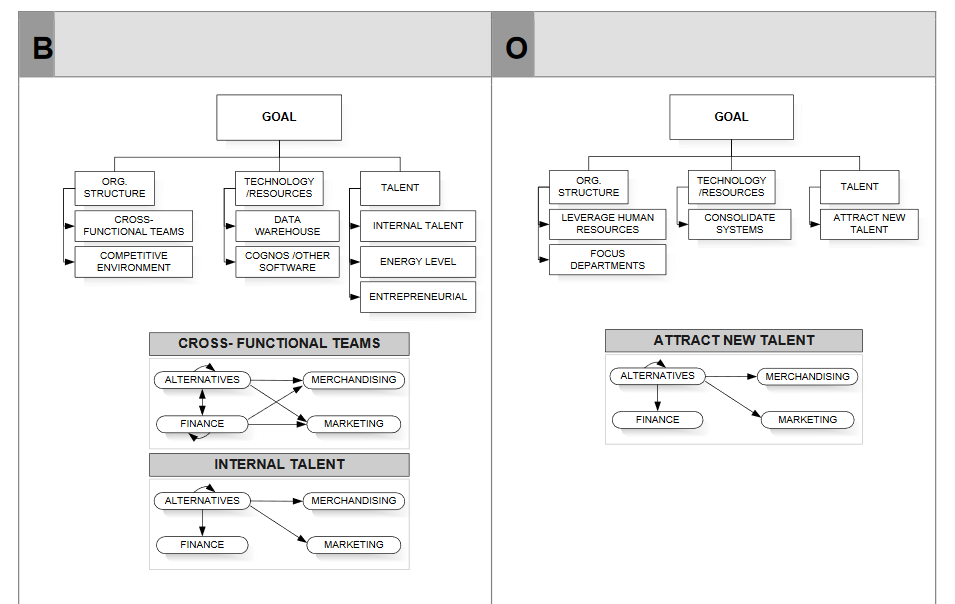 B
GOAL
ORG.
STRUCTURE
TECHNOLOGY
/RESOURCES
TALENT
CROSS-
FUNCTIONAL TEAMS
DATA
WAREHOUSE
INTERNAL TALENT
COMPETITIVE
ENVIRONMENT
COGNOS /OTHER
SOFTWARE
ENERGY LEVEL
ENTREPRENEURIAL
CROSS- FUNCTIONAL TEAMS
ALTERNATIVES
MERCHANDISING
FINANCE
MARKETING
INTERNAL TALENT
ALTERNATIVES
MERCHANDISING
FINANCE
MARKETING
O
GOAL
ORG.
STRUCTURE
TECHNOLOGY
/RESOURCES
TALENT
LEVERAGE HUMAN
RESOURCES
CONSOLIDATE
SYSTEMS
ATTRACT NEW
TALENT
FOCUS
DEPARTMENTS
ATTRACT NEW TALENT
ALTERNATIVES
MERCHANDISING
FINANCE
MARKETING